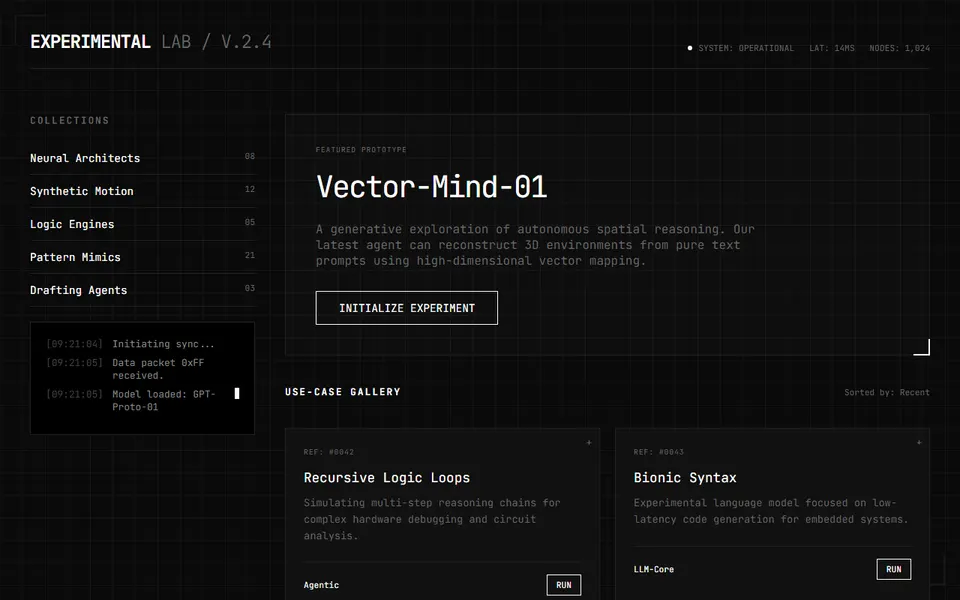 EXPERIMENTAL LAB / V.2.4
SYSTEM: OPERATIONAL LAT: 14MS NODES: 1,024
COLLECTIONS
Neural Architects 08
Synthetic Motion 12
Logic Engines 05
Pattern Mimics 21
Drafting Agents 03
[09:21:04] Initiating sync...
[09:21:05] Data packet 0xFF
received.
[09:21:05] Model loaded: GPT-
Proto-01
FEATURED PROTOTYPE
Vector-Mind-01
A generative exploration of autonomous spatial reasoning. Our
latest agent can reconstruct 3D environments from pure text
prompts using high-dimensional vector mapping.
INITIALIZE EXPERIMENT
USE-CASE GALLERY
Sorted by: Recent
+
REF: #0042
Recursive Logic Loops
Simulating multi-step reasoning chains for
complex hardware debugging and circuit
analysis.
Agentic RUN
+
REF: #0043
Bionic Syntax
Experimental language model focused on low-
latency code generation for embedded systems.
LLM-Core RUN